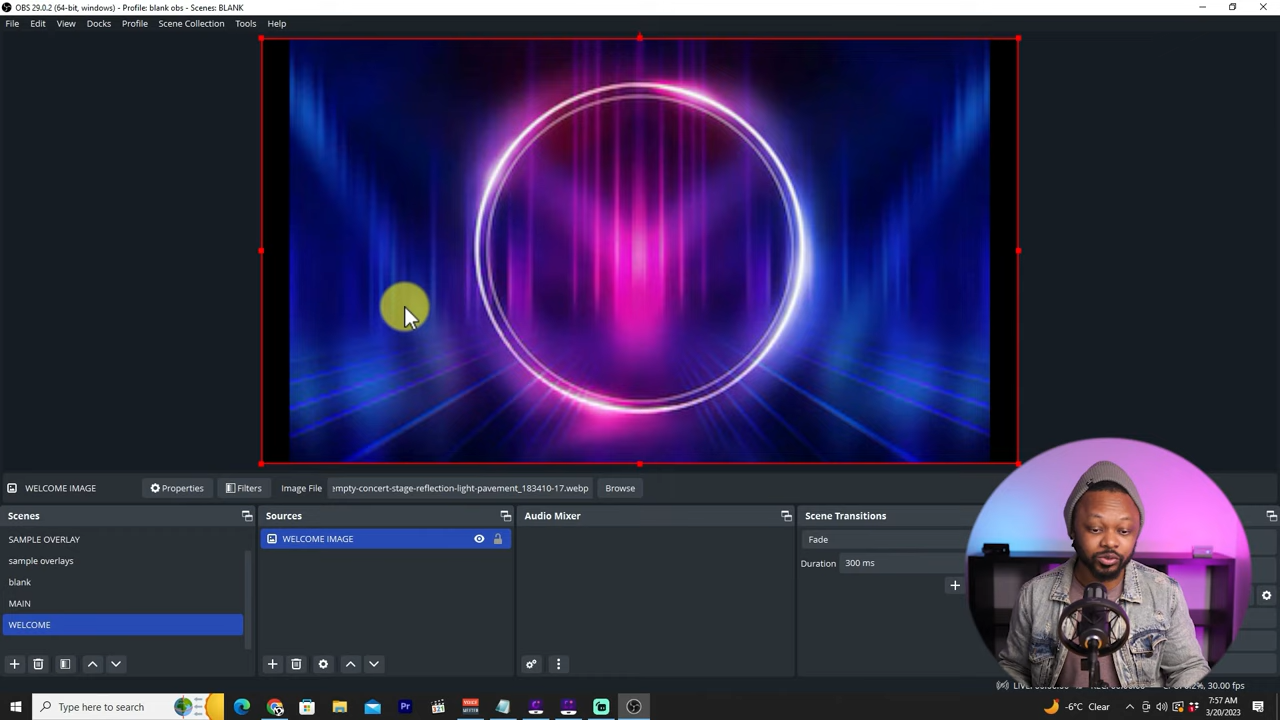 OBS 29.0.2 (64-bit, windows) - Profile: blank obs - Scenes: BLANK
File Edit View Docks Profile Scene Collection Tools Help
WELCOME IMAGE Properties Filters Image File empty-concert-stage-reflection-light-pavement_183410-17.webp Browse
Scenes Sources Audio Mixer Scene Transitions
SAMPLE OVERLAY WELCOME IMAGE Fade
sample overlays Duration 300 ms
blank
MAIN
WELCOME
LIVE: 30.00 fps
Type here to search -6°C Clear 7:57 AM
3/20/2023